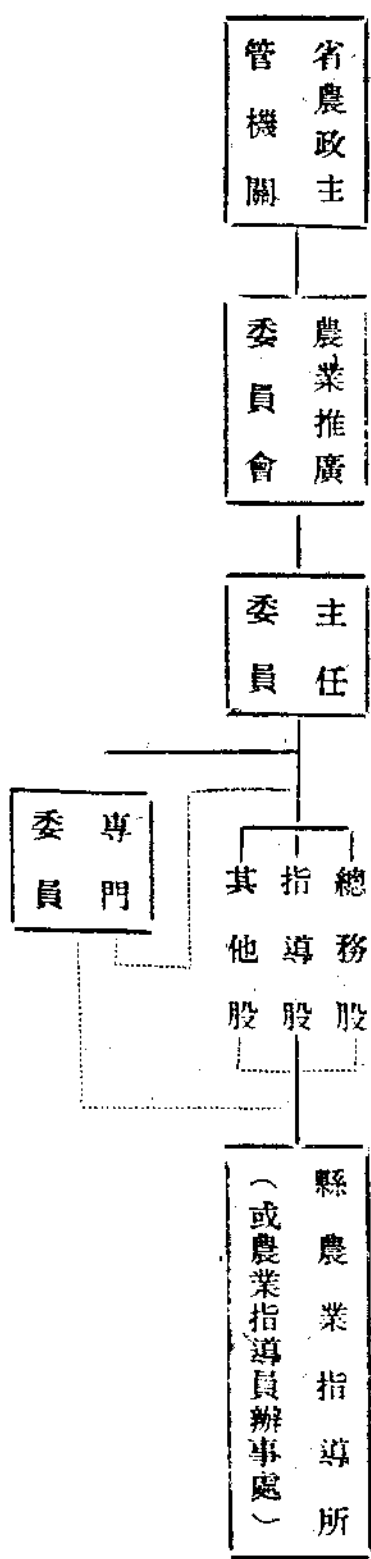 省農政主
管機關
農業推廣
委員會
主任
委員
專門
委員
總務股
指導股
其他股
縣農業指導所
（或農業指導員辦事處）